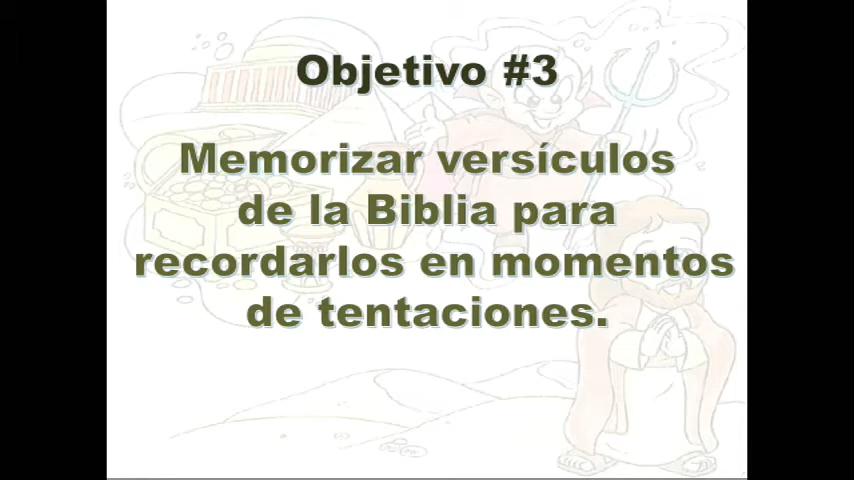 Objetivo #3
Memorizar versículos
de la Biblia para
recordarlos en momentos
de tentaciones.